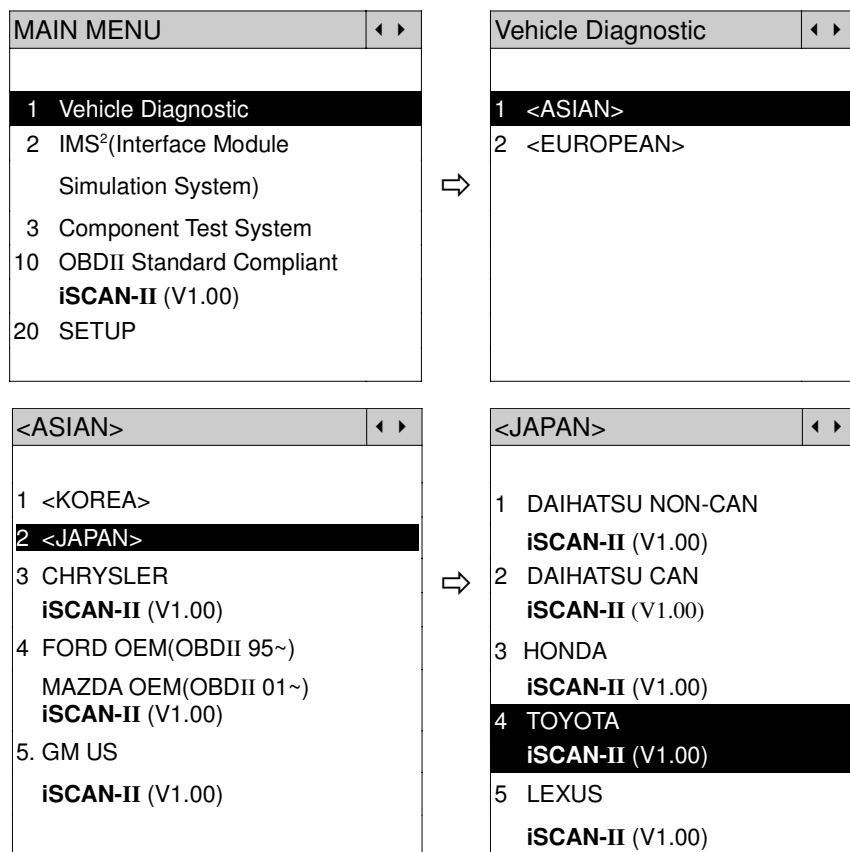 MAIN MENU
1 Vehicle Diagnostic
2 IMS²(Interface Module
Simulation System)
3 Component Test System
10 OBDII Standard Compliant
iSCAN-II (V1.00)
20 SETUP
Vehicle Diagnostic
1 <ASIAN>
2 <EUROPEAN>
<ASIAN>
1 <KOREA>
2 <JAPAN>
3 CHRYSLER
iSCAN-II (V1.00)
4 FORD OEM(OBDII 95~)
MAZDA OEM(OBDII 01~)
iSCAN-II (V1.00)
5. GM US
iSCAN-II (V1.00)
<JAPAN>
1 DAIHATSU NON-CAN
iSCAN-II (V1.00)
2 DAIHATSU CAN
iSCAN-II (V1.00)
3 HONDA
iSCAN-II (V1.00)
4 TOYOTA
iSCAN-II (V1.00)
5 LEXUS
iSCAN-II (V1.00)